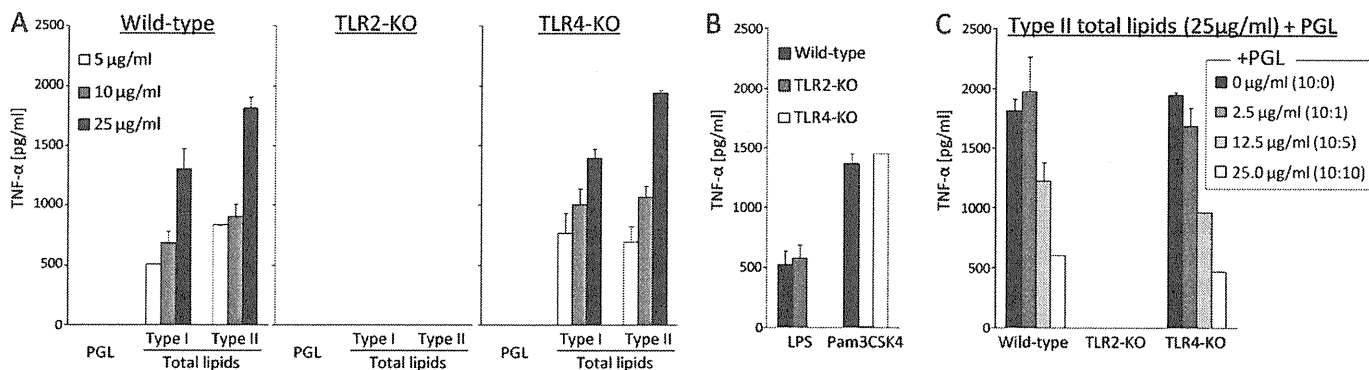 A
Wild-type
TLR2-KO
TLR4-KO
TNF-α [pg/ml]
2500
2000
1500
1000
500
0
5 μg/ml
10 μg/ml
25 μg/ml
PGL
Type I
Type II
Total lipids
PGL
Type I
Type II
Total lipids
PGL
Type I
Type II
Total lipids
B
TNF-α [pg/ml]
2500
2000
1500
1000
500
0
Wild-type
TLR2-KO
TLR4-KO
LPS
Pam3CSK4
C
Type II total lipids (25μg/ml) + PGL
TNF-α [pg/ml]
2500
2000
1500
1000
500
0
+PGL
0 μg/ml (10:0)
2.5 μg/ml (10:1)
12.5 μg/ml (10:5)
25.0 μg/ml (10:10)
Wild-type
TLR2-KO
TLR4-KO